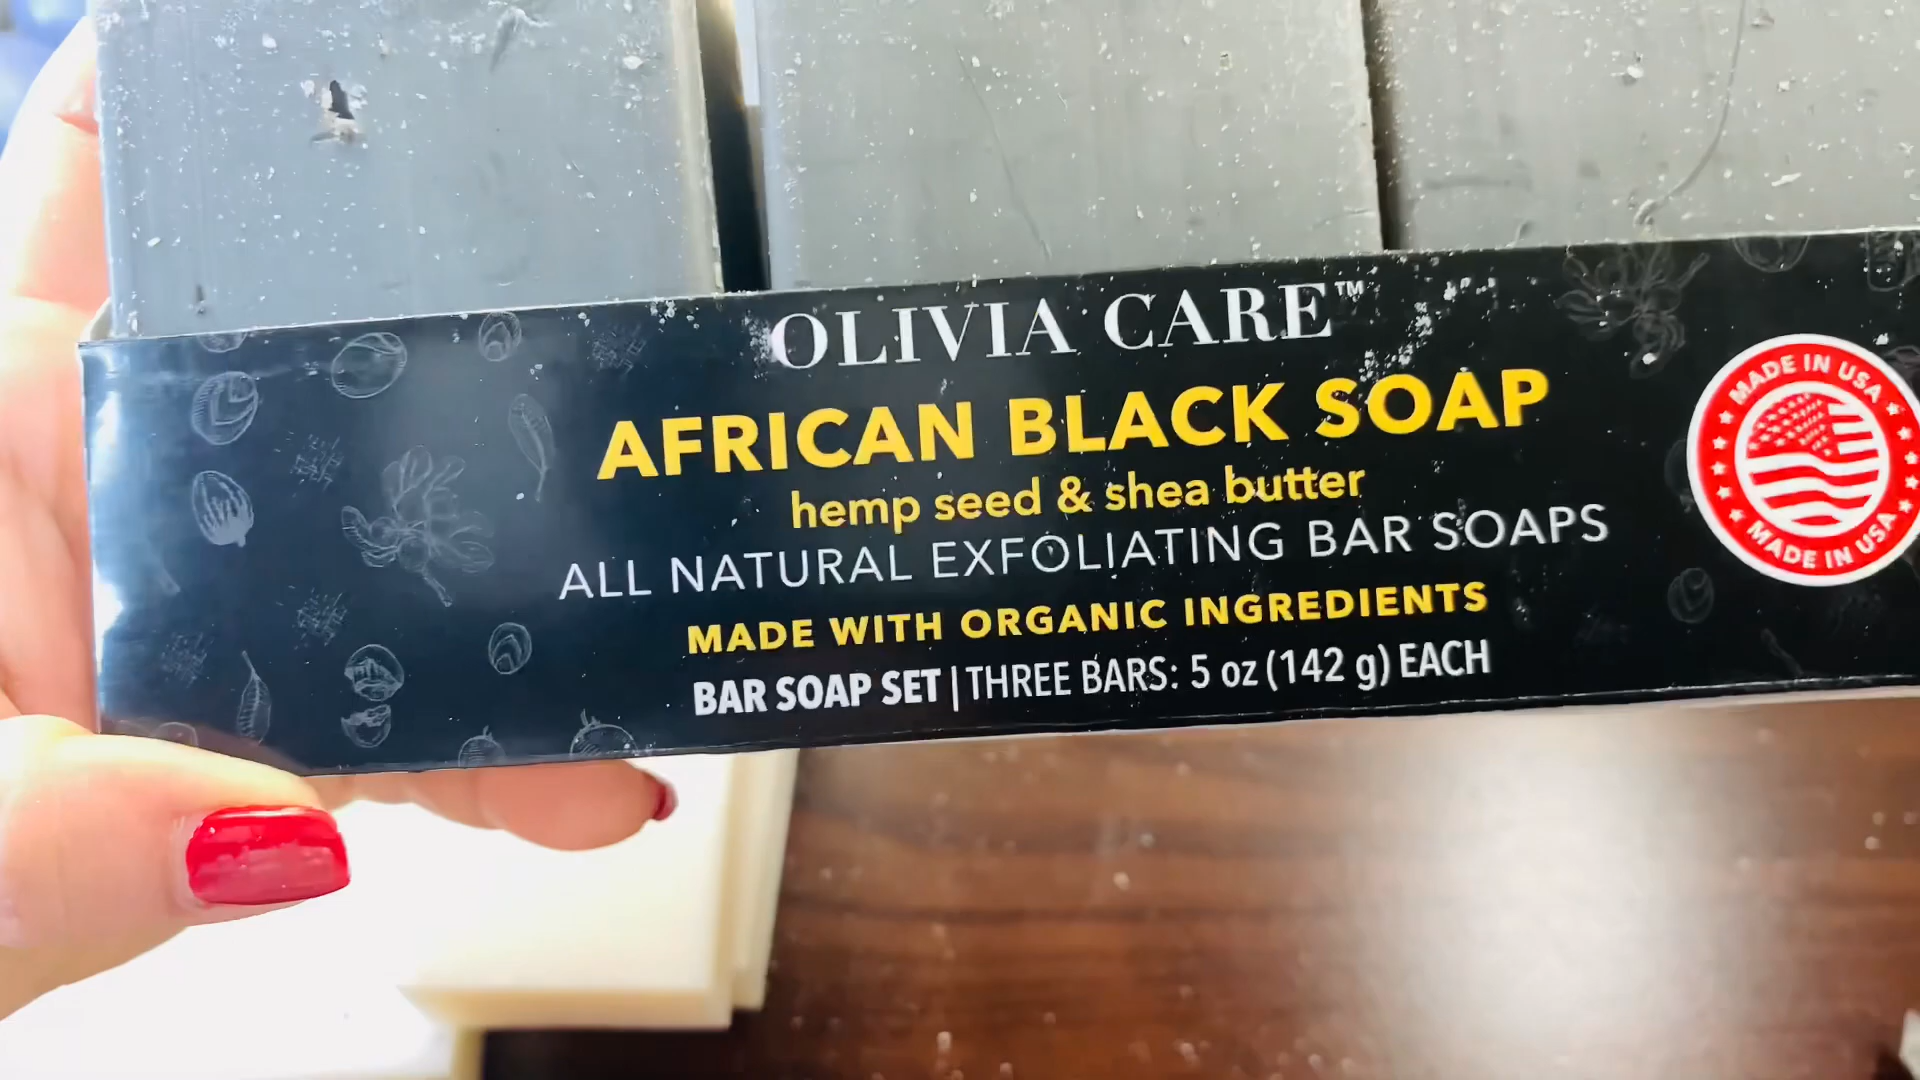 OLIVIA CARE™
AFRICAN BLACK SOAP
hemp seed & shea butter
ALL NATURAL EXFOLIATING BAR SOAPS
MADE WITH ORGANIC INGREDIENTS
BAR SOAP SET | THREE BARS: 5 oz (142 g) EACH
MADE IN USA
MADE IN USA